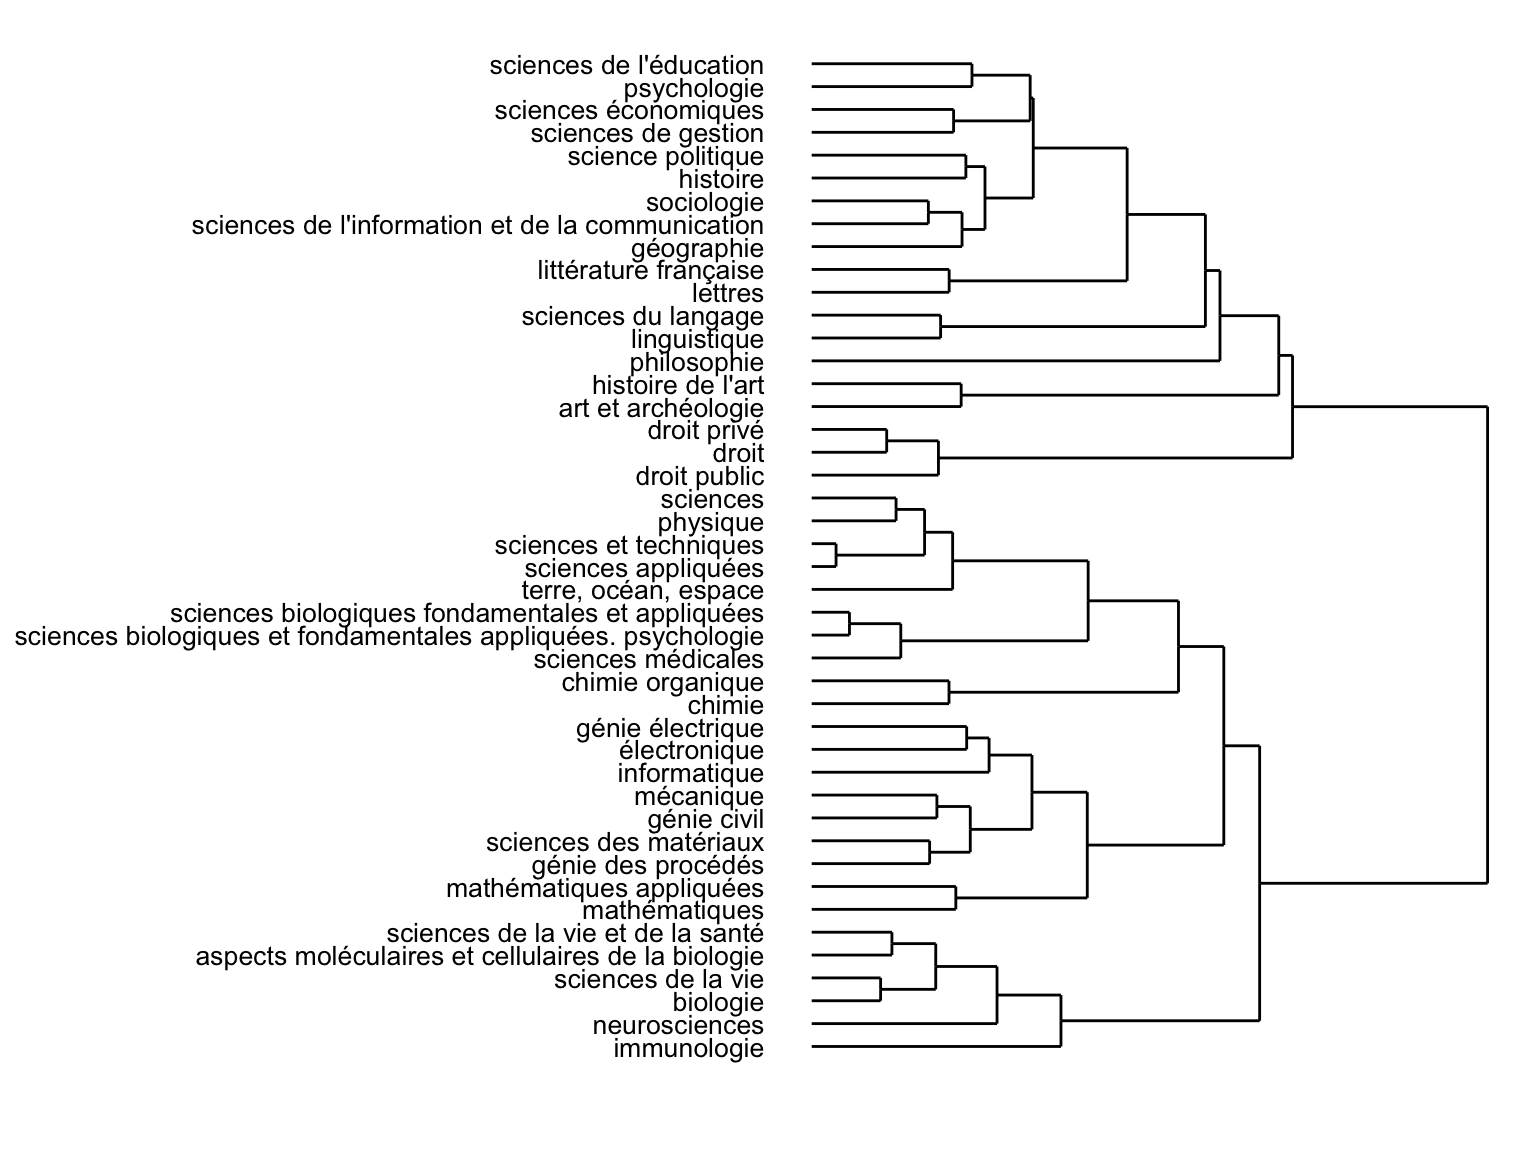 sciences de l'éducation
psychologie
sciences économiques
sciences de gestion
science politique
histoire
sociologie
sciences de l'information et de la communication
géographie
littérature française
lettres
sciences du langage
linguistique
philosophie
histoire de l'art
art et archéologie
droit privé
droit
droit public
sciences
physique
sciences et techniques
sciences appliquées
terre, océan, espace
sciences biologiques fondamentales et appliquées
sciences biologiques et fondamentales appliquées. psychologie
sciences médicales
chimie organique
chimie
génie électrique
électronique
informatique
mécanique
génie civil
sciences des matériaux
génie des procédés
mathématiques appliquées
mathématiques
sciences de la vie et de la santé
aspects moléculaires et cellulaires de la biologie
sciences de la vie
biologie
neurosciences
immunologie